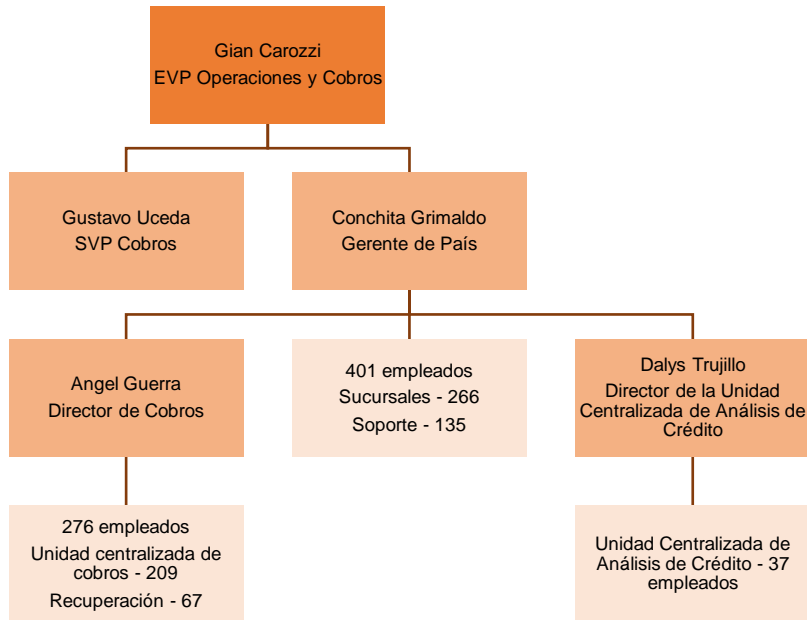 Gian Carozzi
EVP Operaciones y Cobros
Gustavo Uceda
SVP Cobros
Conchita Grimaldo
Gerente de País
Angel Guerra
Director de Cobros
401 empleados
Sucursales - 266
Soporte - 135
Dalys Trujillo
Director de la Unidad
Centralizada de Análisis de
Crédito
276 empleados
Unidad centralizada de
cobros - 209
Recuperación - 67
Unidad Centralizada de
Análisis de Crédito - 37
empleados